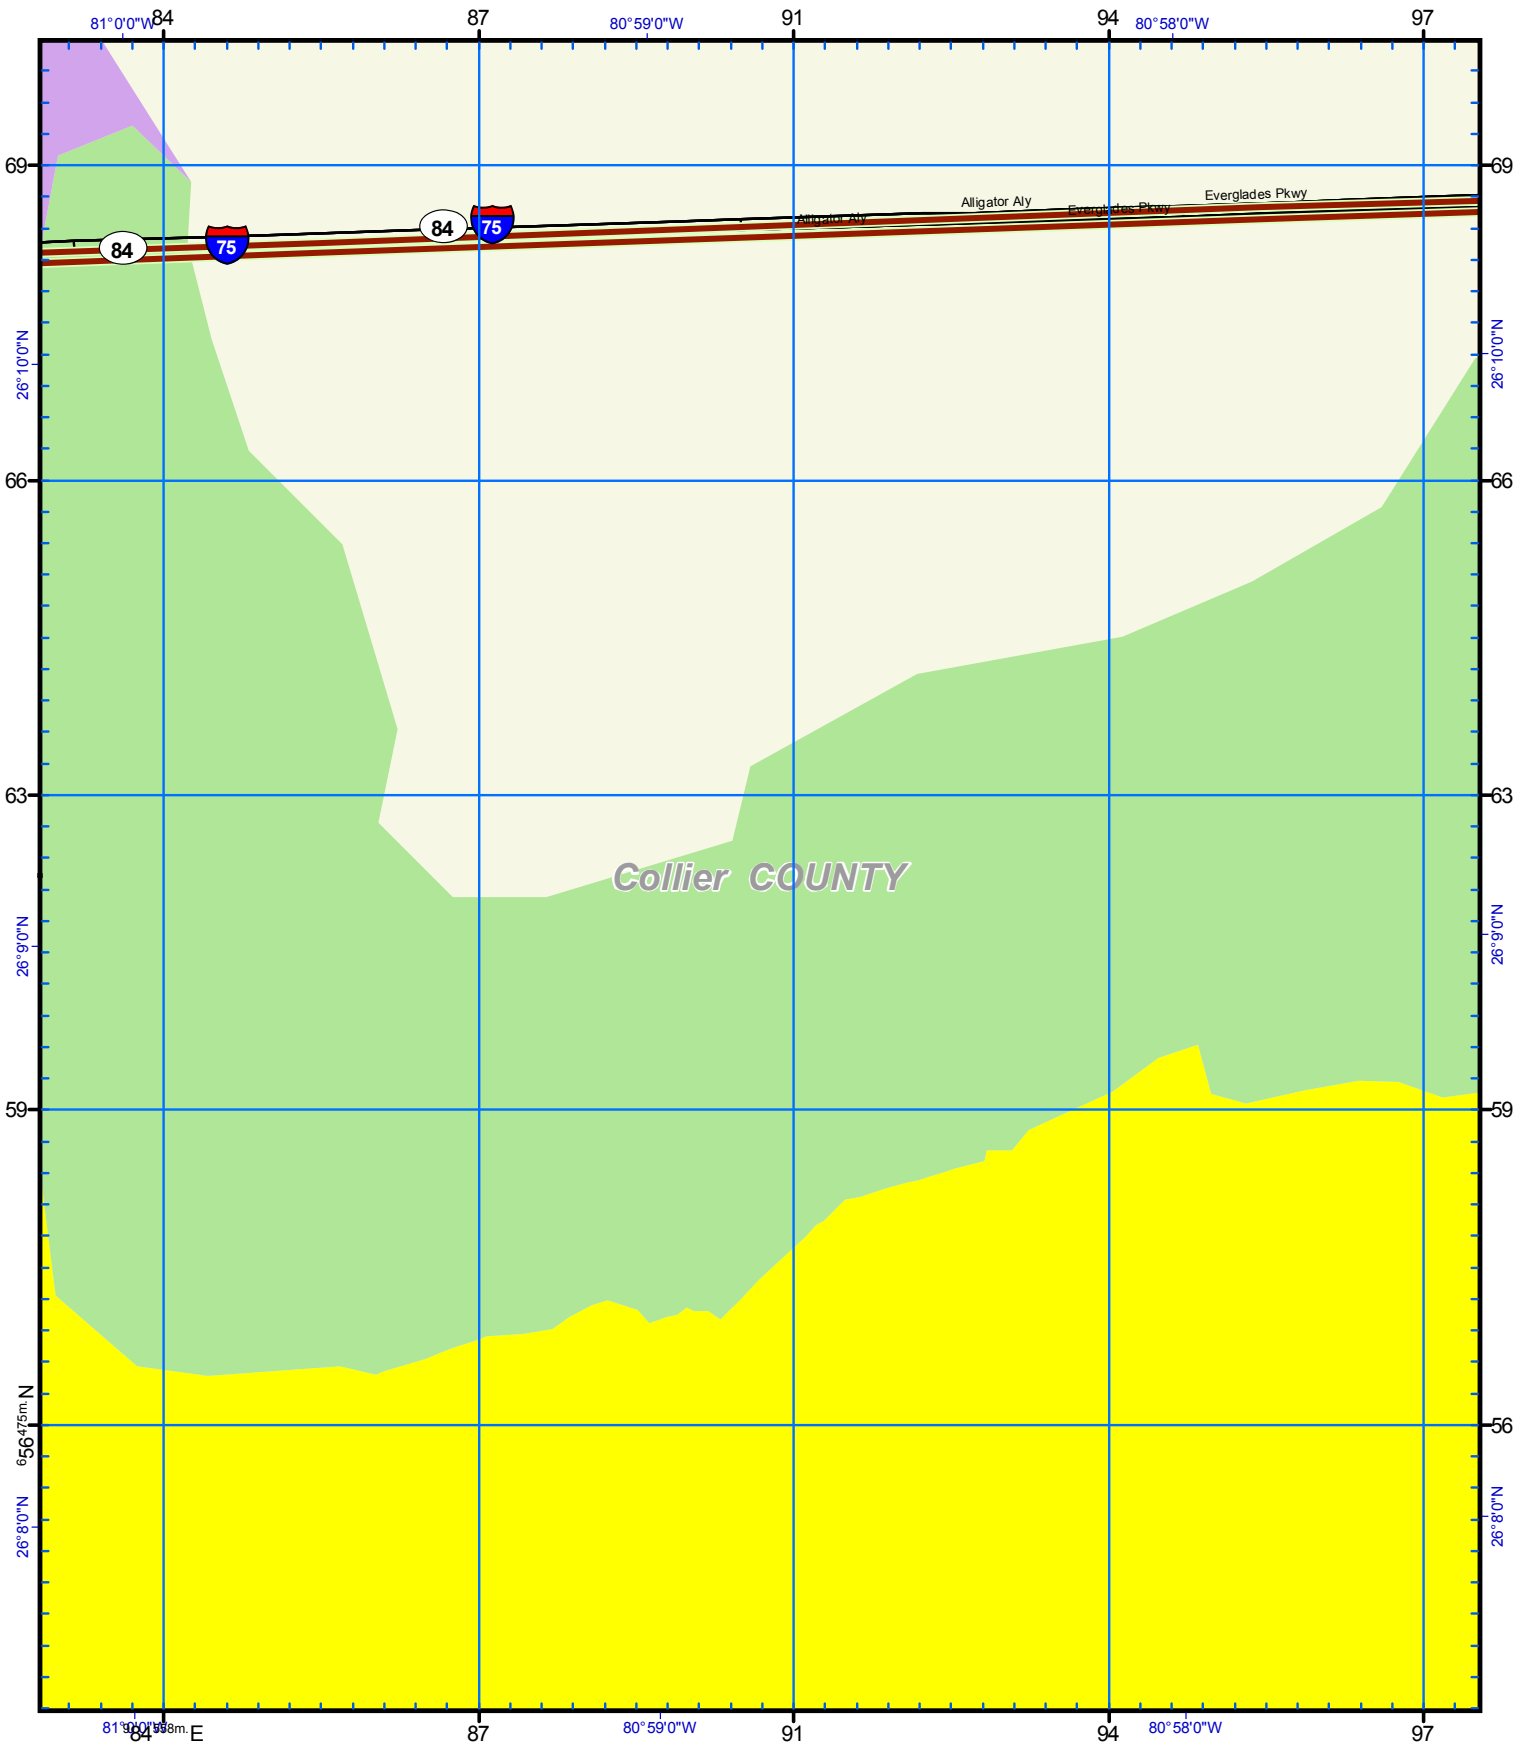 84 87 91 94 97
81°0'0"W 80°59'0"W 80°58'0"W
69 69
Everglades Pkwy
Alligator Aly
Everglades Pkwy
Alligator Aly
84 75
84 75
26°10'0"N 26°10'0"N
66 66
63 63
Collier COUNTY
26°9'0"N 26°9'0"N
59 59
656475m. N 56
26°8'0"N 26°8'0"N
80°59'0"W 80°58'0"W
E 87 91 94 97